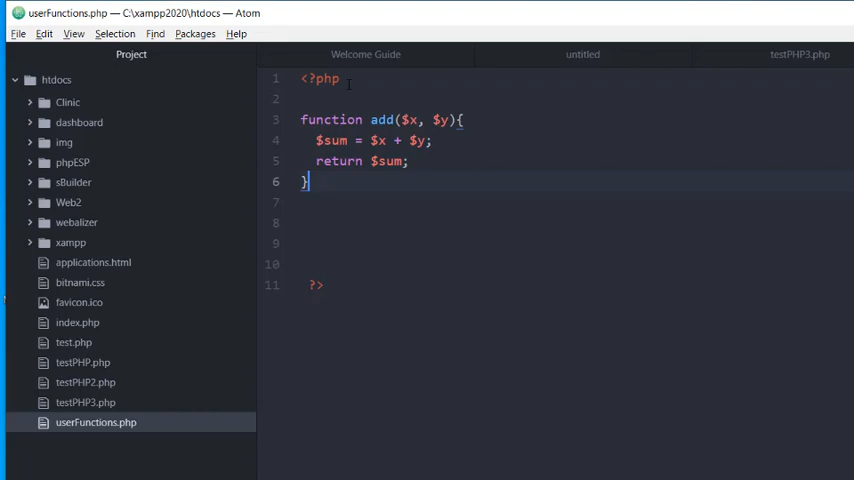 userFunctions.php — C:\xampp2020\htdocs — Atom
File Edit View Selection Find Packages Help
Project
Welcome Guide
untitled
testPHP3.php
htdocs
Clinic
dashboard
img
phpESP
sBuilder
Web2
webalizer
xampp
applications.html
bitnami.css
favicon.ico
index.php
test.php
testPHP.php
testPHP2.php
testPHP3.php
userFunctions.php
1 <?php
2
3 function add($x, $y){
4 $sum = $x + $y;
5 return $sum;
6 }
7
8
9
10
11 ?>